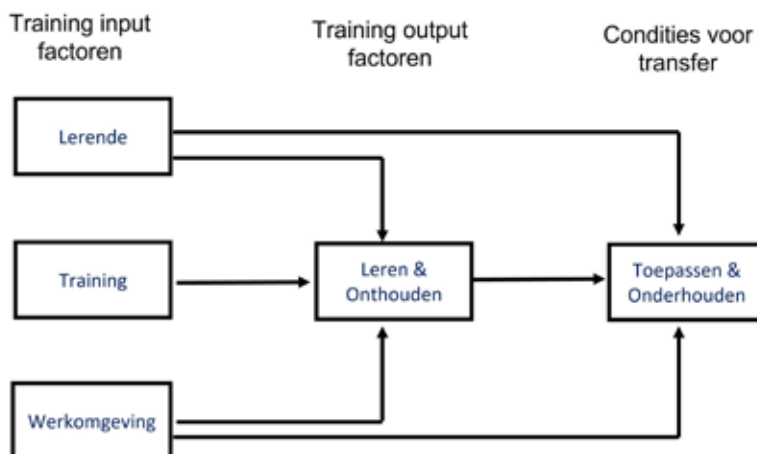 Training input
factoren
Training output
factoren
Condities voor
transfer
Lerende
Training
Leren &
Onthouden
Toepassen &
Onderhouden
Werkomgeving